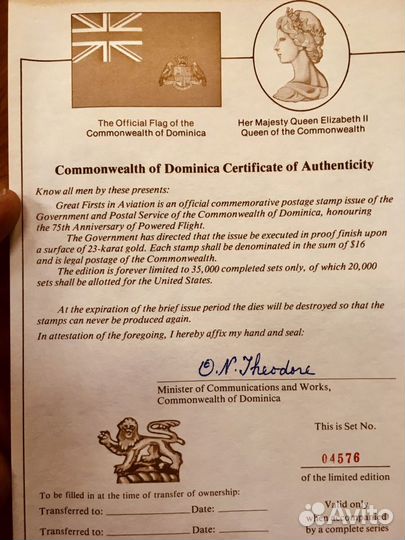 The Official Flag of the
Commonwealth of Dominica
Her Majesty Queen Elizabeth II
Queen of the Commonwealth
Commonwealth of Dominica Certificate of Authenticity
Know all men by these presents:
Great Firsts in Aviation is an official commemorative postage stamp issue of the
Government and Postal Service of the Commonwealth of Dominica, honouring
the 75th Anniversary of Powered Flight.
The Government has directed that the issue be executed in proof finish upon
a surface of 23-karat gold. Each stamp shall be denominated in the sum of $16
and is legal postage of the Commonwealth.
The edition is forever limited to 35,000 completed sets only, of which 20,000
sets shall be allotted for the United States.
At the expiration of the brief issue period the dies will be destroyed so that the
stamps can never be produced again.
In attestation of the foregoing, I hereby affix my hand and seal:
O. N. Theodore
Minister of Communications and Works,
Commonwealth of Dominica
This is Set No.
04576
of the limited edition
To be filled in at the time of transfer of ownership:
Transferred to: Date:
Transferred to: Date:
Valid only
when accompanied
by a complete series
Avito